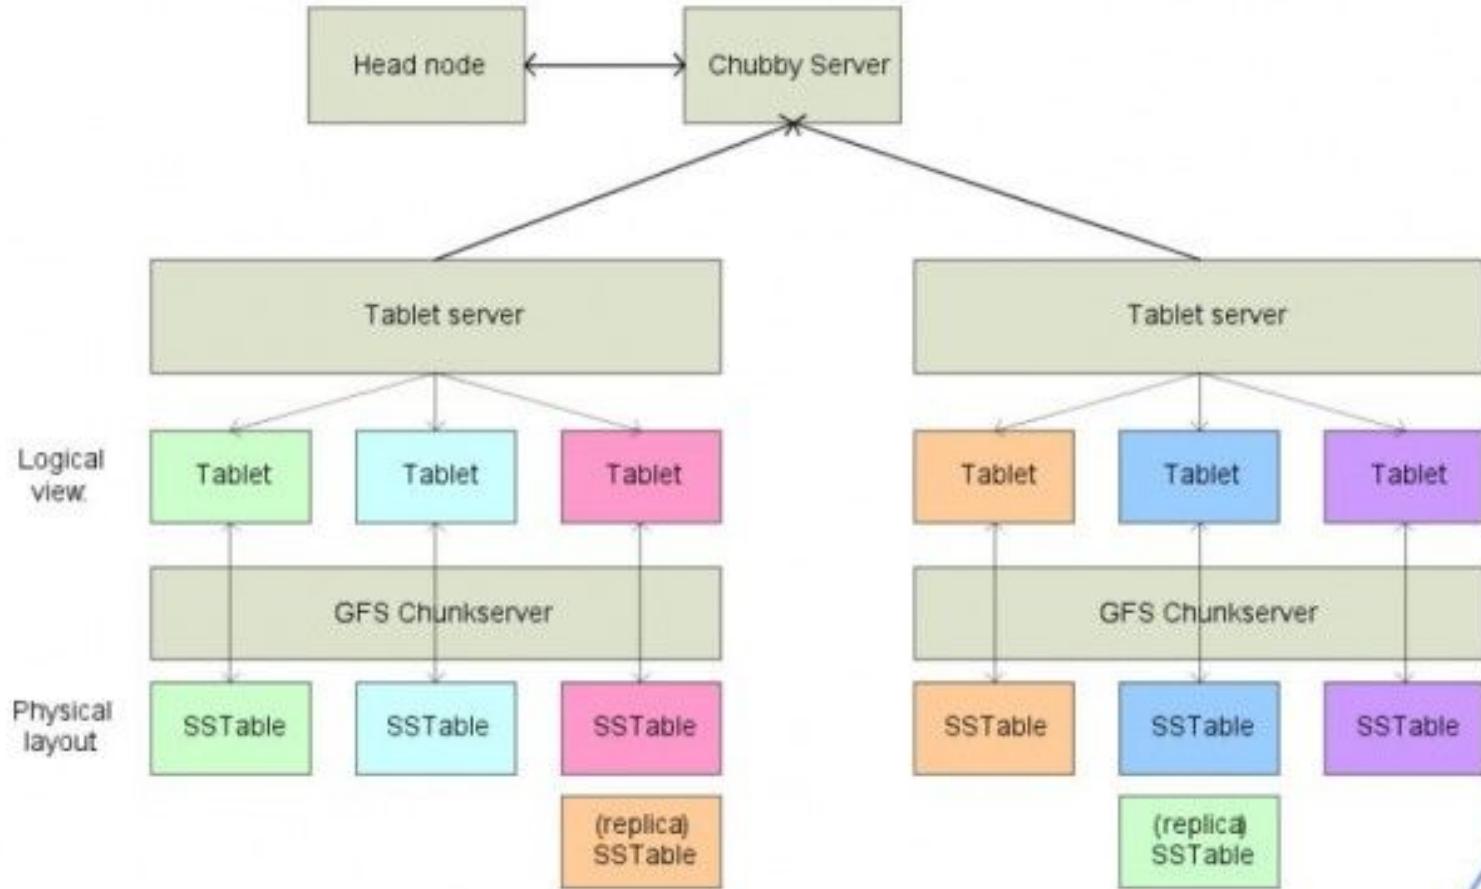 Head node
Chubby Server
Tablet server
Tablet server
Logical
view.
Tablet
Tablet
Tablet
Tablet
Tablet
Tablet
GFS Chunkserver
GFS Chunkserver
Physical
layout
SSTable
SSTable
SSTable
SSTable
SSTable
SSTable
(replica)
SSTable
(replica)
SSTable